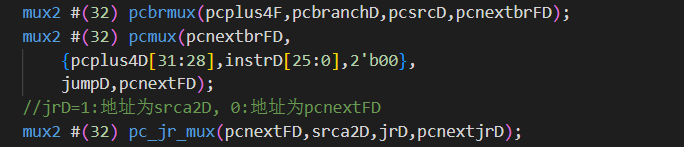 mux2 #(32) pcbrmux(pcplus4F,pcbranchD,pcsrcD,pcnextbrFD);
mux2 #(32) pcmux(pcnextbrFD,
{pcplus4D[31:28],instrD[25:0],2'b00},
jumpD,pcnextFD);
//jrD=1:地址为srca2D, 0:地址为pcnextFD
mux2 #(32) pc_jr_mux(pcnextFD,srca2D,jrD,pcnextjrD);